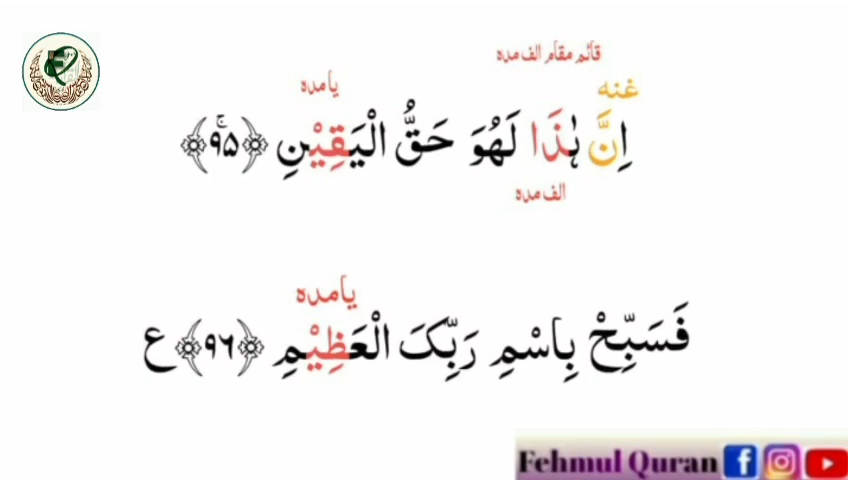 قائم مقام الف مدہ
غنہ
یا مدہ
اِنَّ ہٰذَا لَہُوَ حَقُّ الْیَقِیْنِ ﴿ۚ۹۵﴾
الف مدہ
یا مدہ
فَسَبِّحْ بِاسْمِ رَبِّکَ الْعَظِیْمِ ﴿۹۶﴾ ع
Fehmul Quran